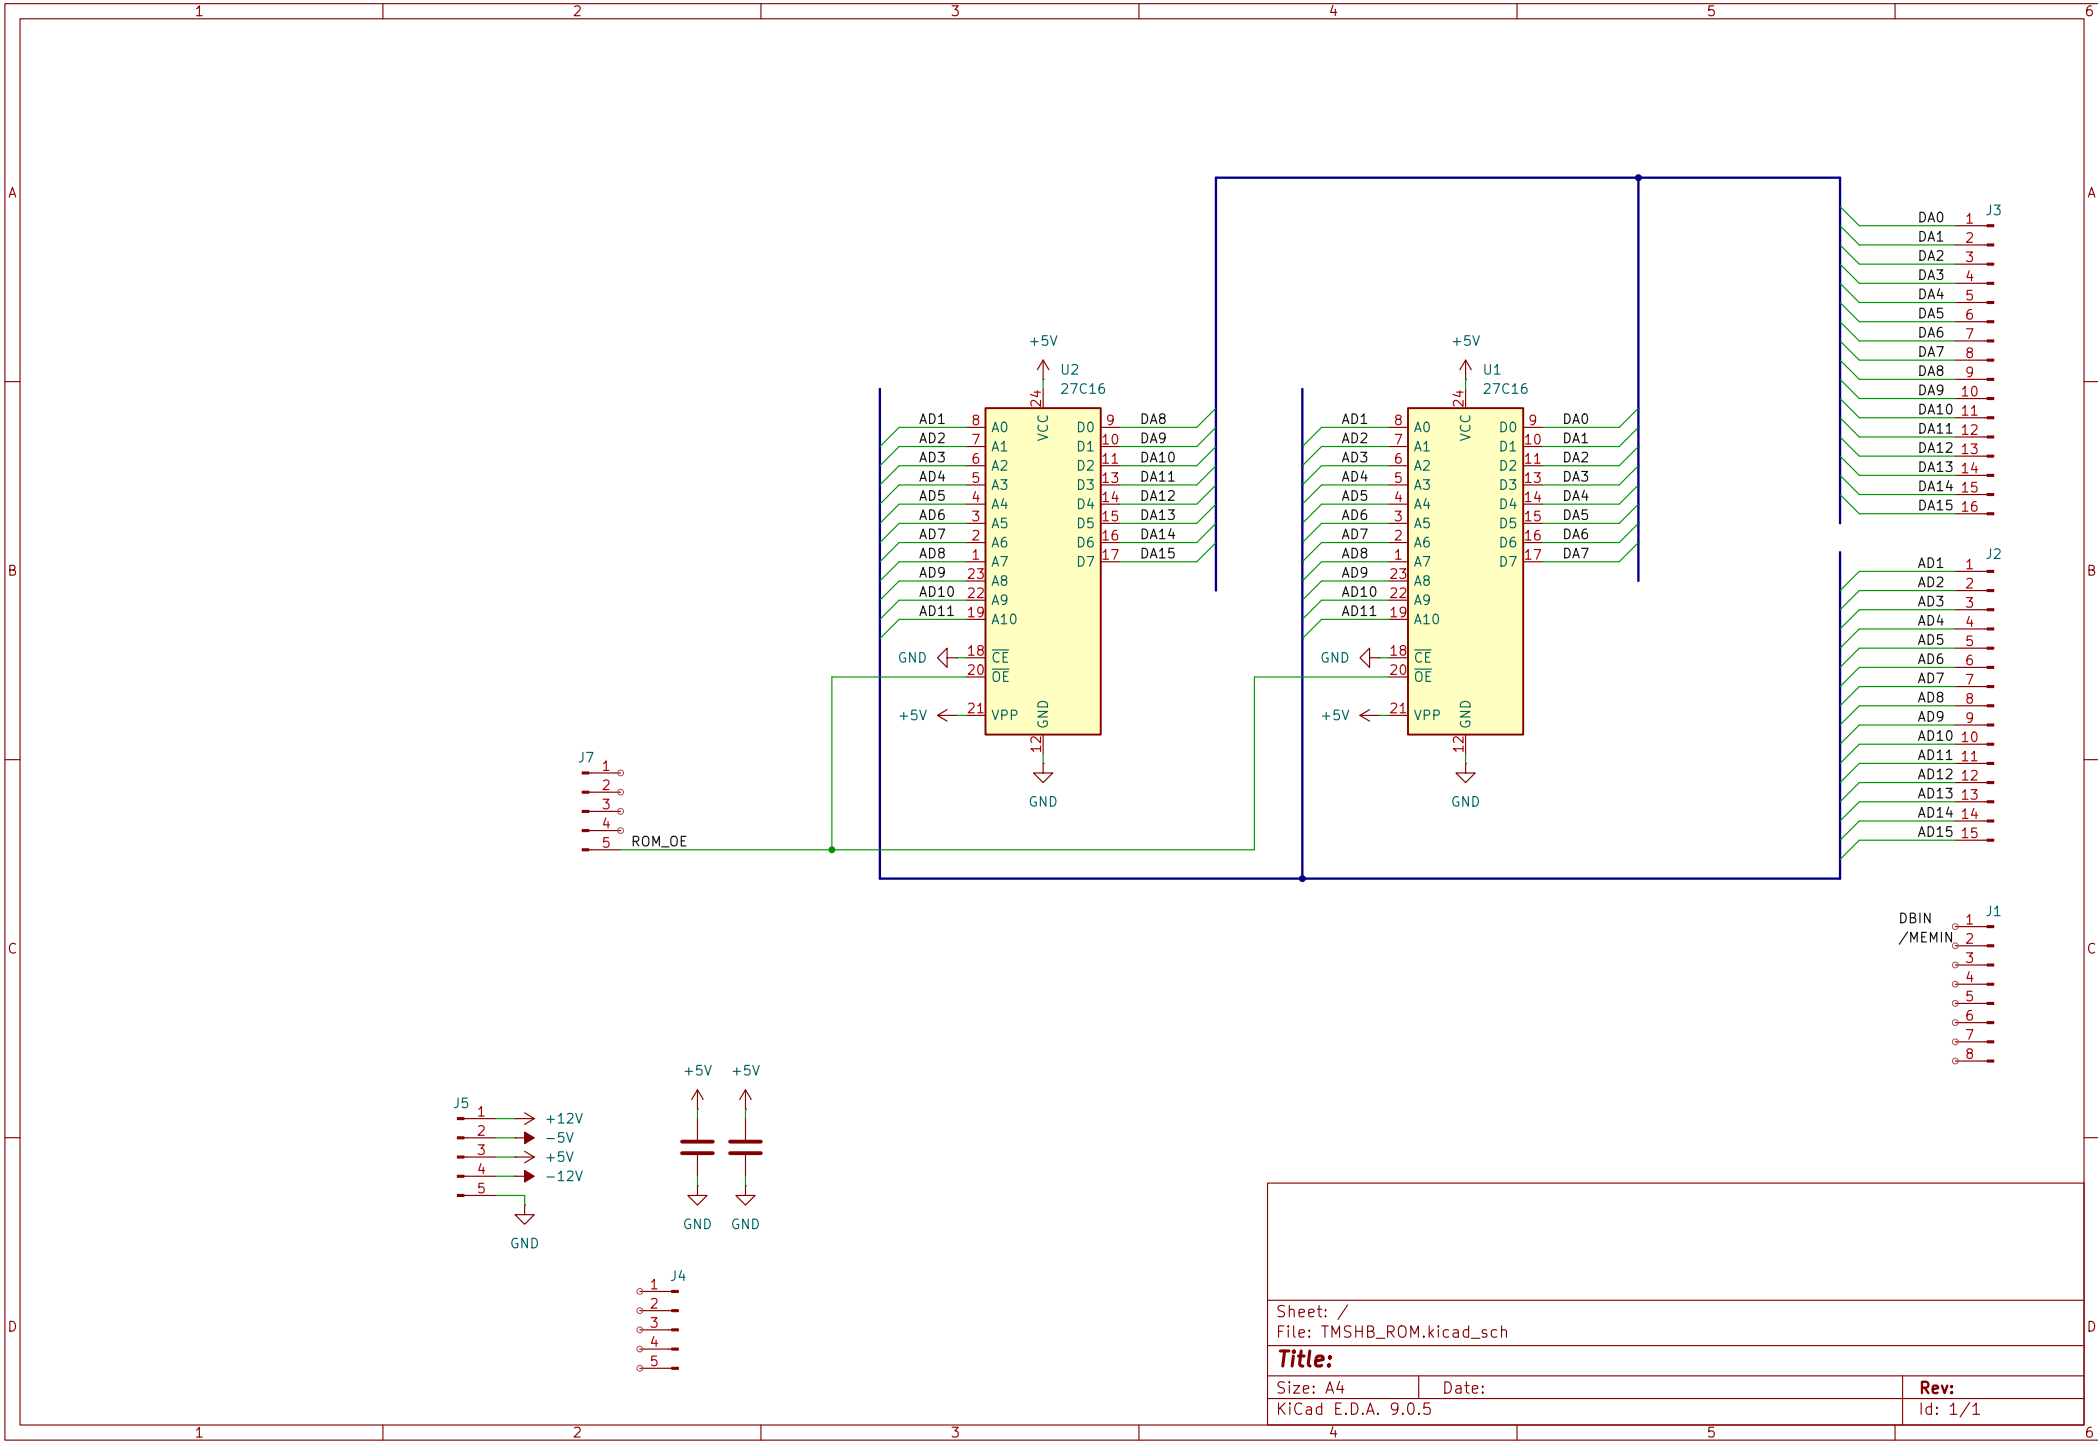 1 2 3 4 5 6
A A
J3
DA0 1
DA1 2
DA2 3
DA3 4
DA4 5
DA5 6
DA6 7
DA7 8
DA8 9
DA9 10
DA10 11
DA11 12
DA12 13
DA13 14
DA14 15
DA15 16
+5V
U2
27C16
24
VCC
AD1 8 A0 D0 9 DA8
AD2 7 A1 D1 10 DA9
AD3 6 A2 D2 11 DA10
AD4 5 A3 D3 13 DA11
AD5 4 A4 D4 14 DA12
AD6 3 A5 D5 15 DA13
AD7 2 A6 D6 16 DA14
AD8 1 A7 D7 17 DA15
AD9 23 A8
AD10 22 A9
AD11 19 A10
GND 18 CE
20 OE
+5V 21 VPP
GND
12
GND
+5V
U1
27C16
24
VCC
AD1 8 A0 D0 9 DA0
AD2 7 A1 D1 10 DA1
AD3 6 A2 D2 11 DA2
AD4 5 A3 D3 13 DA3
AD5 4 A4 D4 14 DA4
AD6 3 A5 D5 15 DA5
AD7 2 A6 D6 16 DA6
AD8 1 A7 D7 17 DA7
AD9 23 A8
AD10 22 A9
AD11 19 A10
GND 18 CE
20 OE
+5V 21 VPP
GND
12
GND
B B
J2
AD1 1
AD2 2
AD3 3
AD4 4
AD5 5
AD6 6
AD7 7
AD8 8
AD9 9
AD10 10
AD11 11
AD12 12
AD13 13
AD14 14
AD15 15
J7
1
2
3
4
5 ROM_OE
C C
J1
DBIN 1
/MEMIN 2
3
4
5
6
7
8
J5
1 +12V
2 -5V
3 +5V
4 -12V
5
GND
+5V +5V
GND GND
J4
1
2
3
4
5
D D
Sheet: /
File: TMSHB_ROM.kicad_sch
Title:
Size: A4 Date: Rev:
KiCad E.D.A. 9.0.5 Id: 1/1
1 2 3 4 5 6